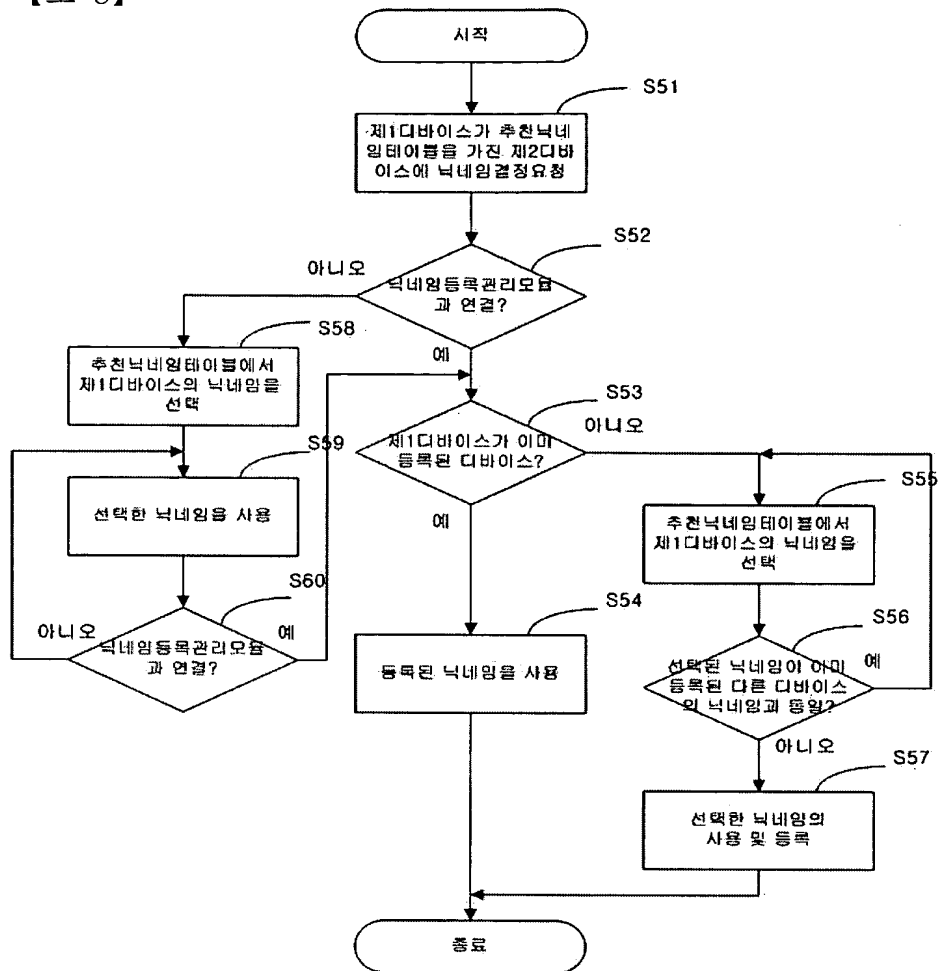 시작
S51
제1디바이스가 추천닉네
임테이블을 가진 제2디바
이스에 닉네임결정요청
S52
아니오
닉네임등록관리모듈
과 연결?
예
S58
추천닉네임테이블에서
제1디바이스의 닉네임을
선택
S53
제1디바이스가 이미
등록된 디바이스?
아니오
예
S59
선택한 닉네임을 사용
S55
추천닉네임테이블에서
제1디바이스의 닉네임을
선택
S60
아니오
닉네임등록관리모듈
과 연결?
예
S54
등록된 닉네임을 사용
S56
선택된 닉네임이 이미
등록된 다른 디바이스
의 닉네임과 동일?
예
아니오
S57
선택한 닉네임의
사용 및 등록
종료